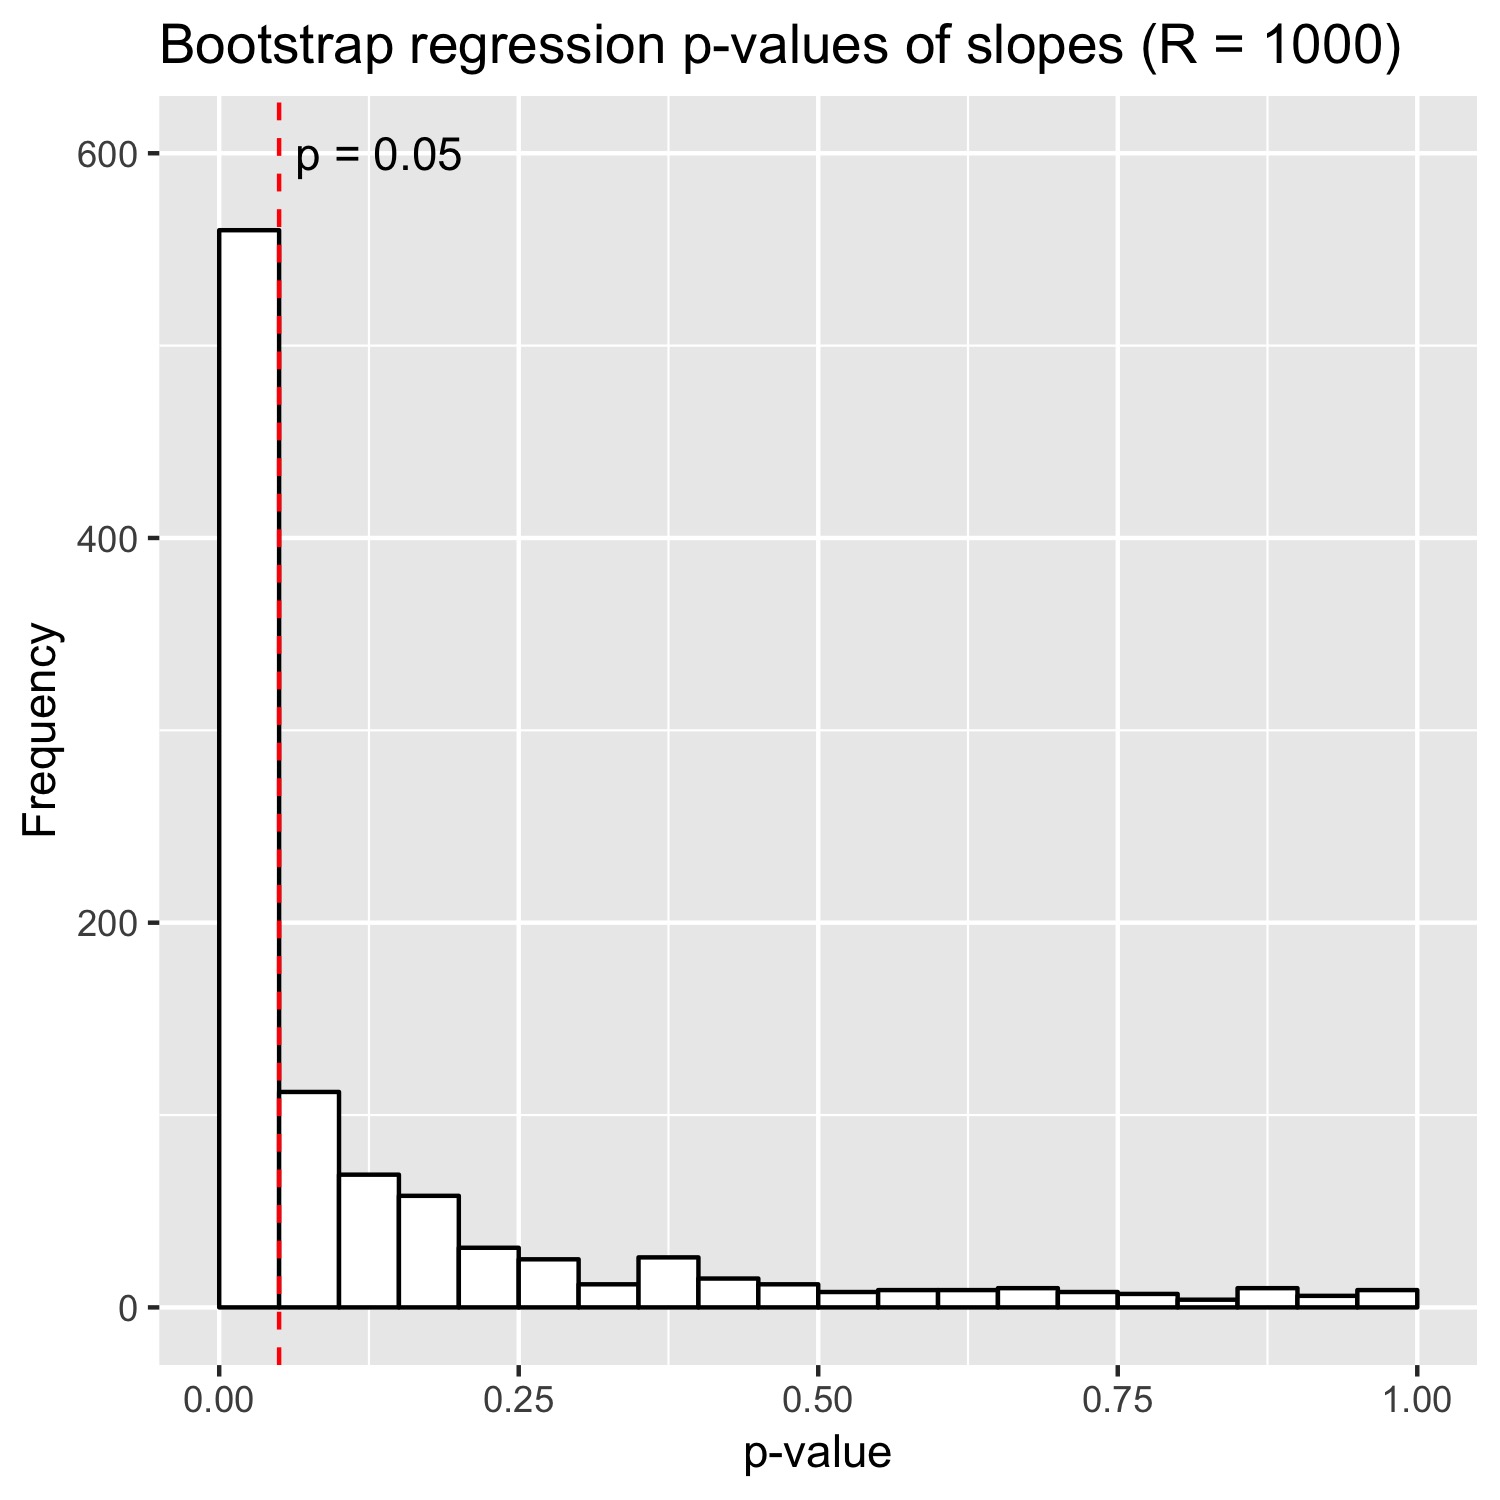 Bootstrap regression p-values of slopes (R = 1000)
p = 0.05
600
400
200
0
Frequency
0.00 0.25 0.50 0.75 1.00
p-value